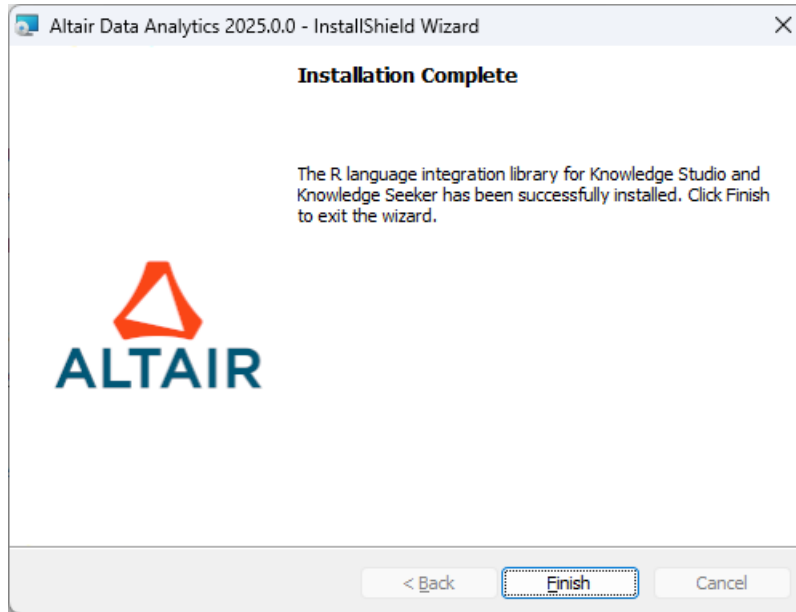 Altair Data Analytics 2025.0.0 - InstallShield Wizard
Installation Complete
The R language integration library for Knowledge Studio and
Knowledge Seeker has been successfully installed. Click Finish
to exit the wizard.
ALTAIR
< Back
Finish
Cancel